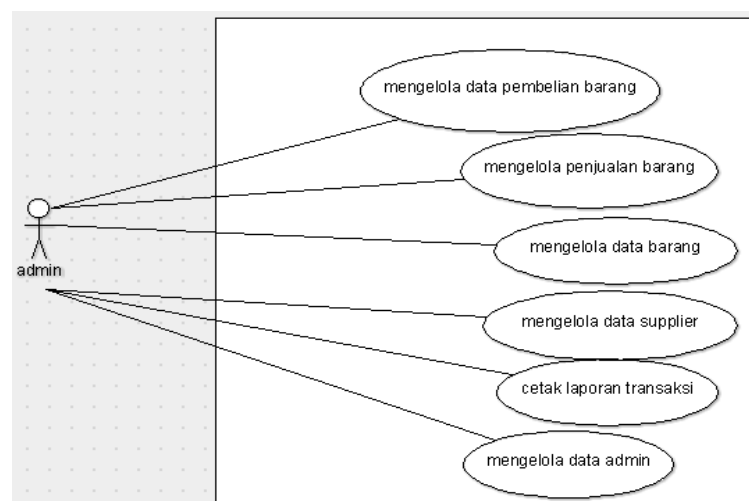 mengelola data pembelian barang
mengelola penjualan barang
admin
mengelola data barang
mengelola data supplier
cetak laporan transaksi
mengelola data admin